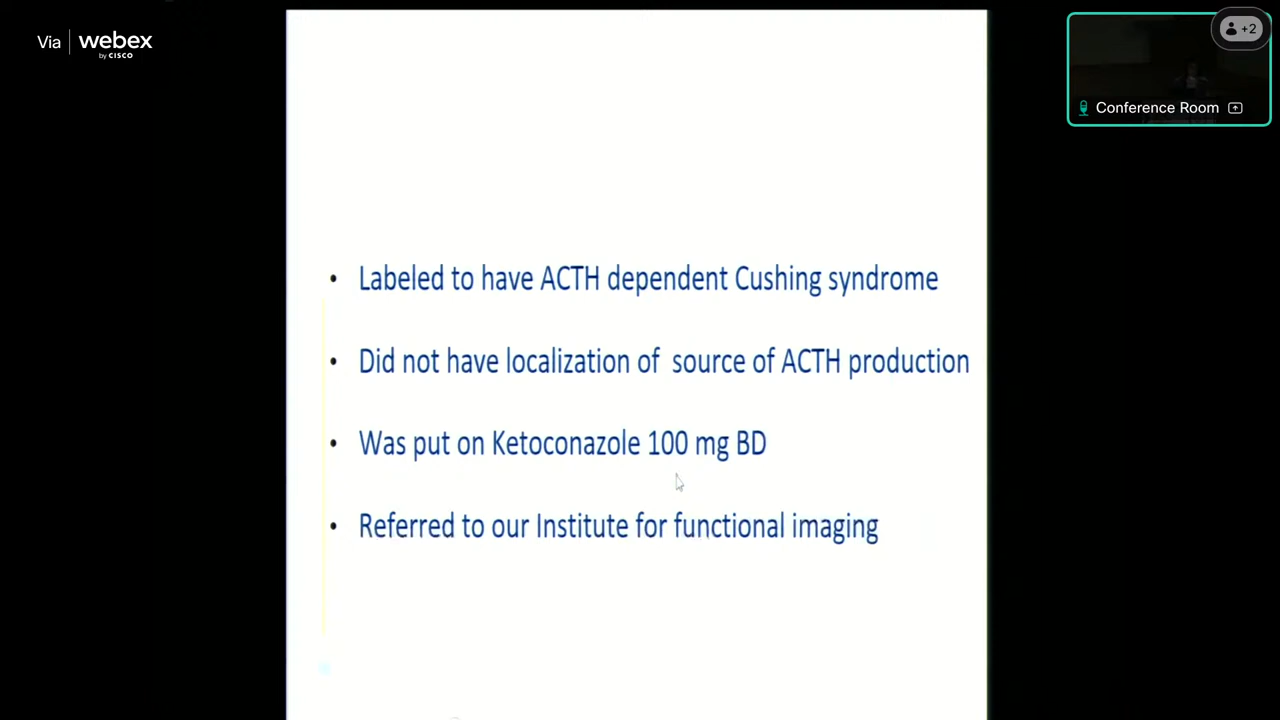 Via webex
by CISCO
+2
Conference Room
• Labeled to have ACTH dependent Cushing syndrome
• Did not have localization of source of ACTH production
• Was put on Ketoconazole 100 mg BD
• Referred to our Institute for functional imaging